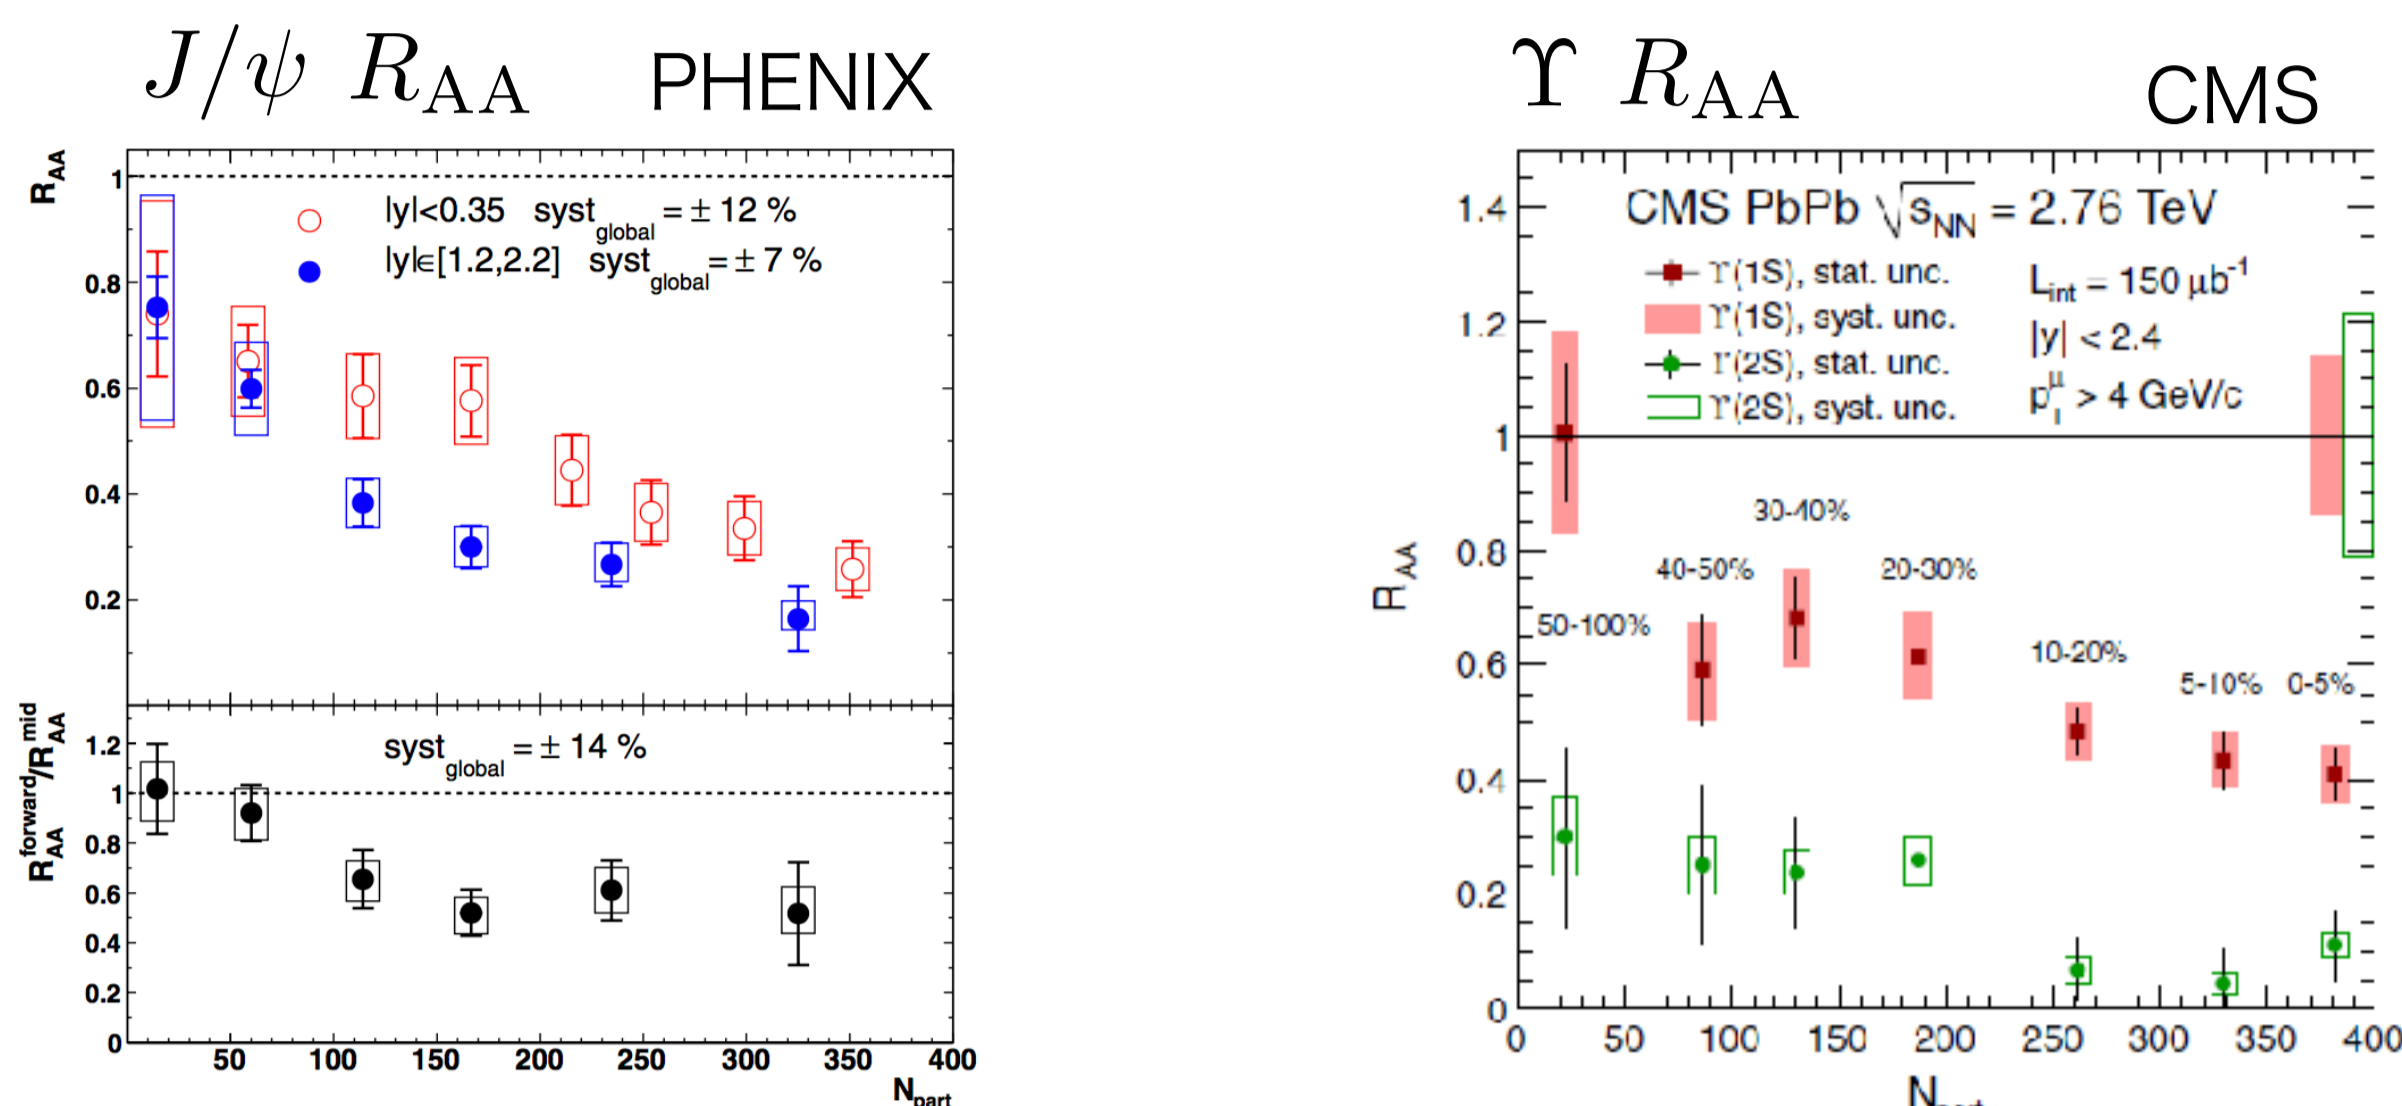 J/ψ R_AA PHENIX
R_AA
1
0.8
0.6
0.4
0.2
|y|<0.35 syst_global = ± 12 %
|y|∈[1.2,2.2] syst_global = ± 7 %
R_AA^forward/R_AA^mid
1.2
1
0.8
0.6
0.4
0.2
0
syst_global = ± 14 %
50 100 150 200 250 300 350 400
N_part
ϒ R_AA CMS
R_AA
1.4
1.2
1
0.8
0.6
0.4
0.2
0
CMS PbPb √s_NN = 2.76 TeV
ϒ(1S), stat. unc.
ϒ(1S), syst. unc.
ϒ(2S), stat. unc.
ϒ(2S), syst. unc.
L_int = 150 μb^-1
|y| < 2.4
p_T^μ > 4 GeV/c
30-40%
40-50%
20-30%
50-100%
10-20%
5-10%
0-5%
0 50 100 150 200 250 300 350 400